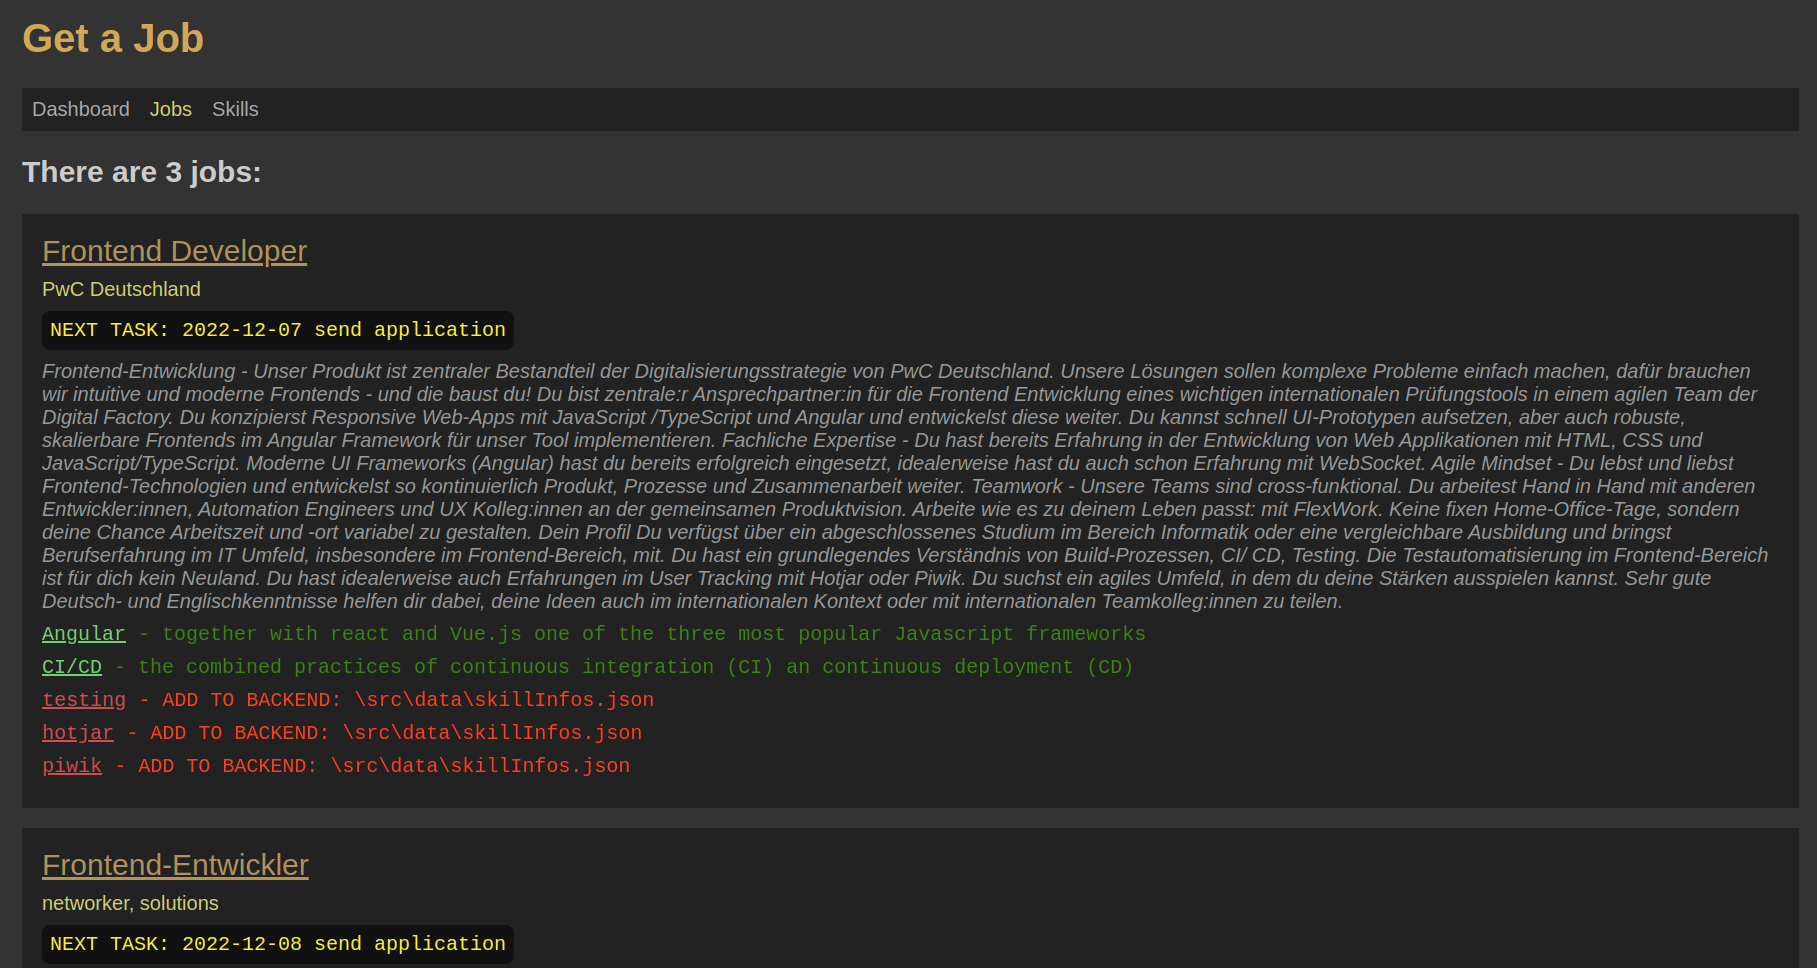 Get a Job
Dashboard Jobs Skills
There are 3 jobs:
Frontend Developer
PwC Deutschland
NEXT TASK: 2022-12-07 send application
Frontend-Entwicklung - Unser Produkt ist zentraler Bestandteil der Digitalisierungsstrategie von PwC Deutschland. Unsere Lösungen sollen komplexe Probleme einfach machen, dafür brauchen
wir intuitive und moderne Frontends - und die baust du! Du bist zentrale:r Ansprechpartner:in für die Frontend Entwicklung eines wichtigen internationalen Prüfungstools in einem agilen Team der
Digital Factory. Du konzipierst Responsive Web-Apps mit JavaScript /TypeScript und Angular und entwickelst diese weiter. Du kannst schnell UI-Prototypen aufsetzen, aber auch robuste,
skalierbare Frontends im Angular Framework für unser Tool implementieren. Fachliche Expertise - Du hast bereits Erfahrung in der Entwicklung von Web Applikationen mit HTML, CSS und
JavaScript/TypeScript. Moderne UI Frameworks (Angular) hast du bereits erfolgreich eingesetzt, idealerweise hast du auch schon Erfahrung mit WebSocket. Agile Mindset - Du lebst und liebst
Frontend-Technologien und entwickelst so kontinuierlich Produkt, Prozesse und Zusammenarbeit weiter. Teamwork - Unsere Teams sind cross-funktional. Du arbeitest Hand in Hand mit anderen
Entwickler:innen, Automation Engineers und UX Kolleg:innen an der gemeinsamen Produktvision. Arbeite wie es zu deinem Leben passt: mit FlexWork. Keine fixen Home-Office-Tage, sondern
deine Chance Arbeitszeit und -ort variabel zu gestalten. Dein Profil Du verfügst über ein abgeschlossenes Studium im Bereich Informatik oder eine vergleichbare Ausbildung und bringst
Berufserfahrung im IT Umfeld, insbesondere im Frontend-Bereich, mit. Du hast ein grundlegendes Verständnis von Build-Prozessen, CI/ CD, Testing. Die Testautomatisierung im Frontend-Bereich
ist für dich kein Neuland. Du hast idealerweise auch Erfahrungen im User Tracking mit Hotjar oder Piwik. Du suchst ein agiles Umfeld, in dem du deine Stärken ausspielen kannst. Sehr gute
Deutsch- und Englischkenntnisse helfen dir dabei, deine Ideen auch im internationalen Kontext oder mit internationalen Teamkolleg:innen zu teilen.
Angular - together with react and Vue.js one of the three most popular Javascript frameworks
CI/CD - the combined practices of continuous integration (CI) an continuous deployment (CD)
testing - ADD TO BACKEND: \src\data\skillInfos.json
hotjar - ADD TO BACKEND: \src\data\skillInfos.json
piwik - ADD TO BACKEND: \src\data\skillInfos.json
Frontend-Entwickler
networker, solutions
NEXT TASK: 2022-12-08 send application